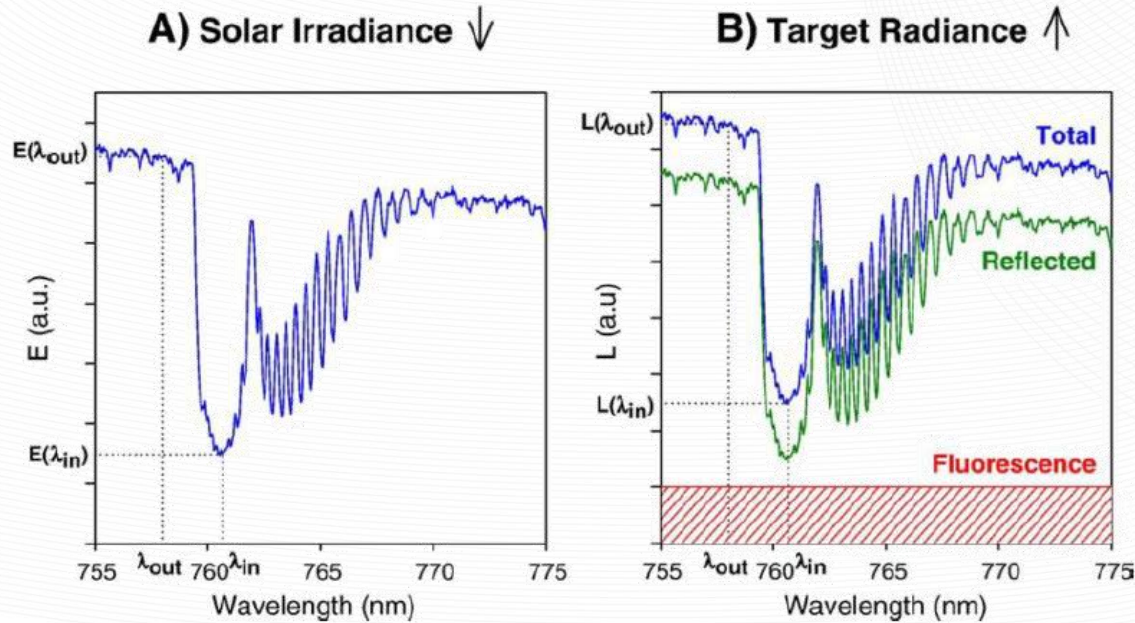 A) Solar Irradiance ↓
E(λout)
E (a.u.)
E(λin)
755 λout 760 λin 765 770 775
Wavelength (nm)
B) Target Radiance ↑
L(λout)
Total
Reflected
L (a.u)
L(λin)
Fluorescence
755 λout 760 λin 765 770 775
Wavelength (nm)